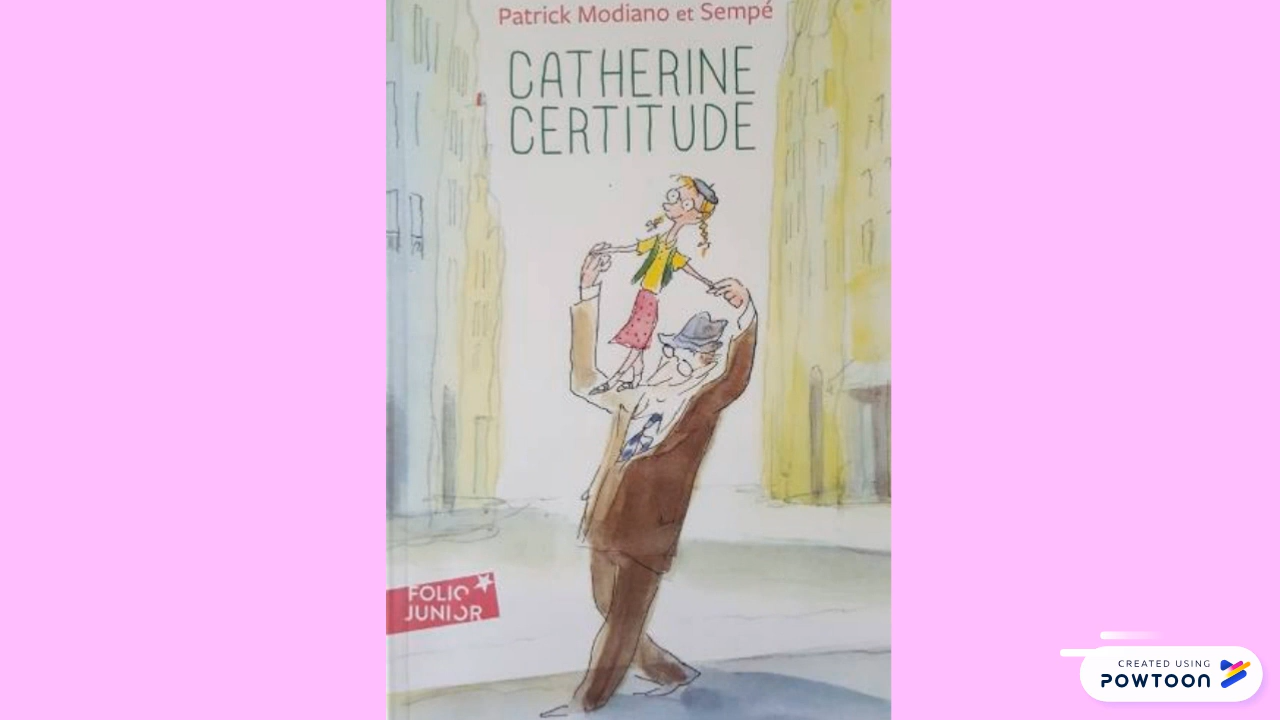 Patrick Modiano et Sempé
CATHERINE
CERTITUDE
FOLIO
JUNIOR
CREATED USING
POWTOON